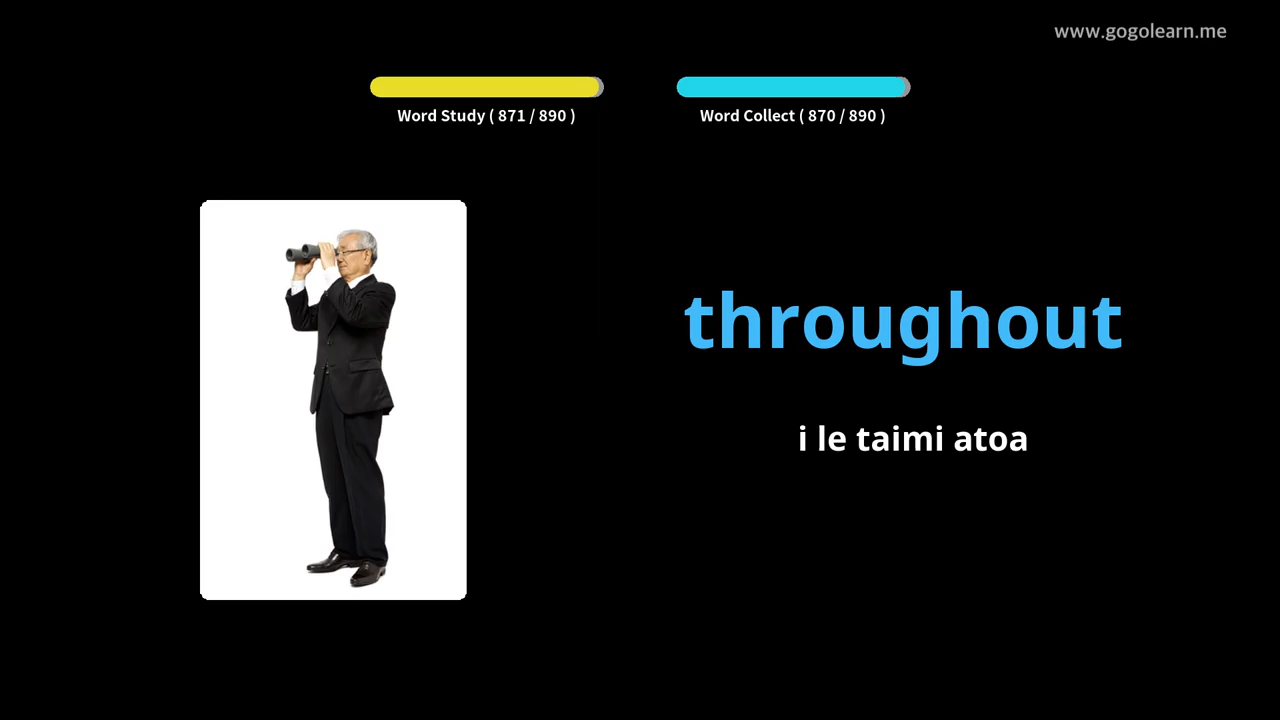 www.gogolearn.me
Word Study ( 871 / 890 )
Word Collect ( 870 / 890 )
throughout
i le taimi atoa